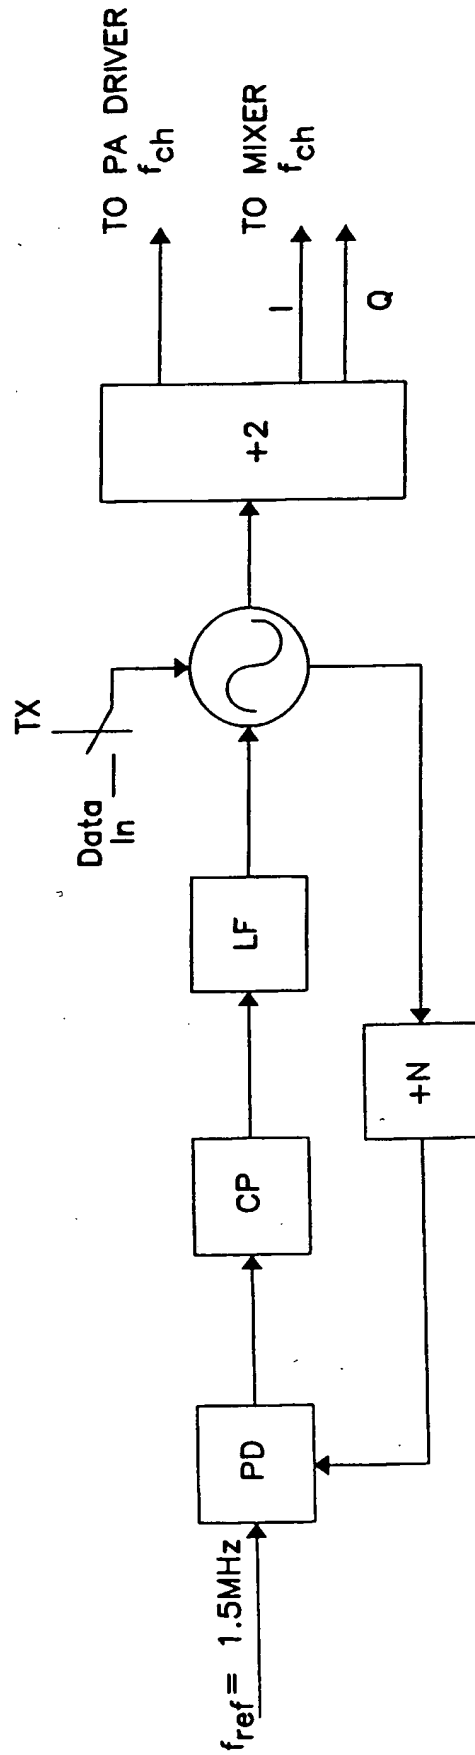 f_ref = 1.5MHz
PD
CP
LF
Data
In
TX
+N
+2
TO PA DRIVER
f_ch
TO MIXER
f_ch
I
Q